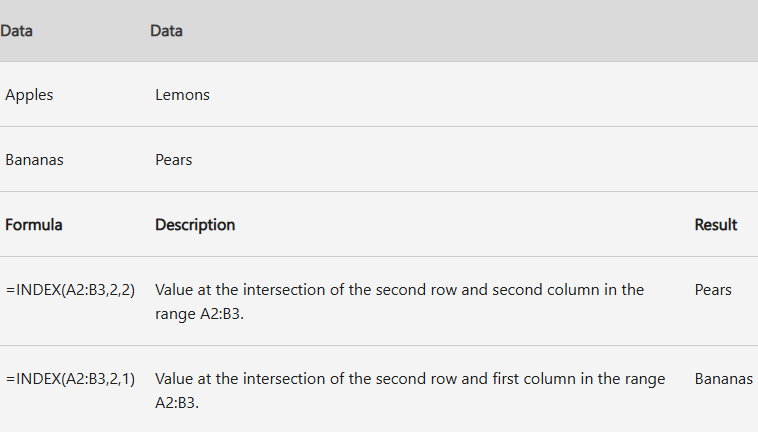 Data Data
Apples Lemons
Bananas Pears
Formula Description Result
=INDEX(A2:B3,2,2) Value at the intersection of the second row and second column in the Pears
range A2:B3.
=INDEX(A2:B3,2,1) Value at the intersection of the second row and first column in the range Bananas
A2:B3.